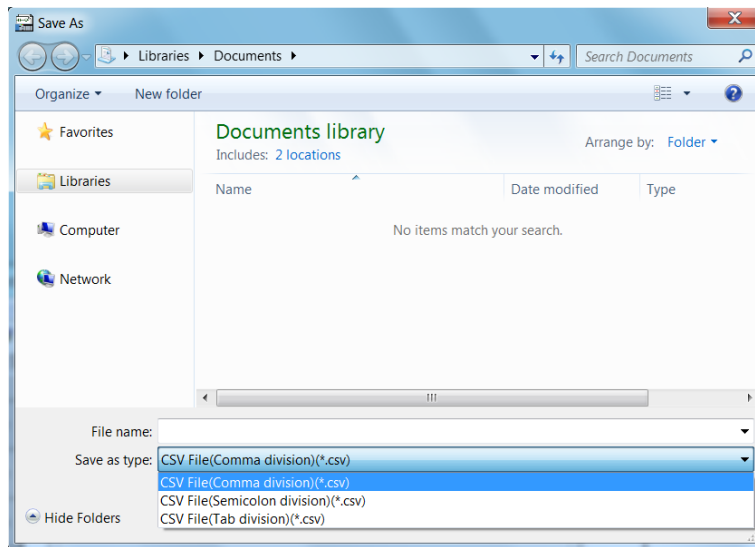 Save As
Libraries Documents
Search Documents
Organize New folder
Favorites
Libraries
Computer
Network
Documents library
Includes: 2 locations
Arrange by: Folder
Name Date modified Type
No items match your search.
File name:
Save as type: CSV File(Comma division)(*.csv)
CSV File(Comma division)(*.csv)
CSV File(Semicolon division)(*.csv)
CSV File(Tab division)(*.csv)
Hide Folders